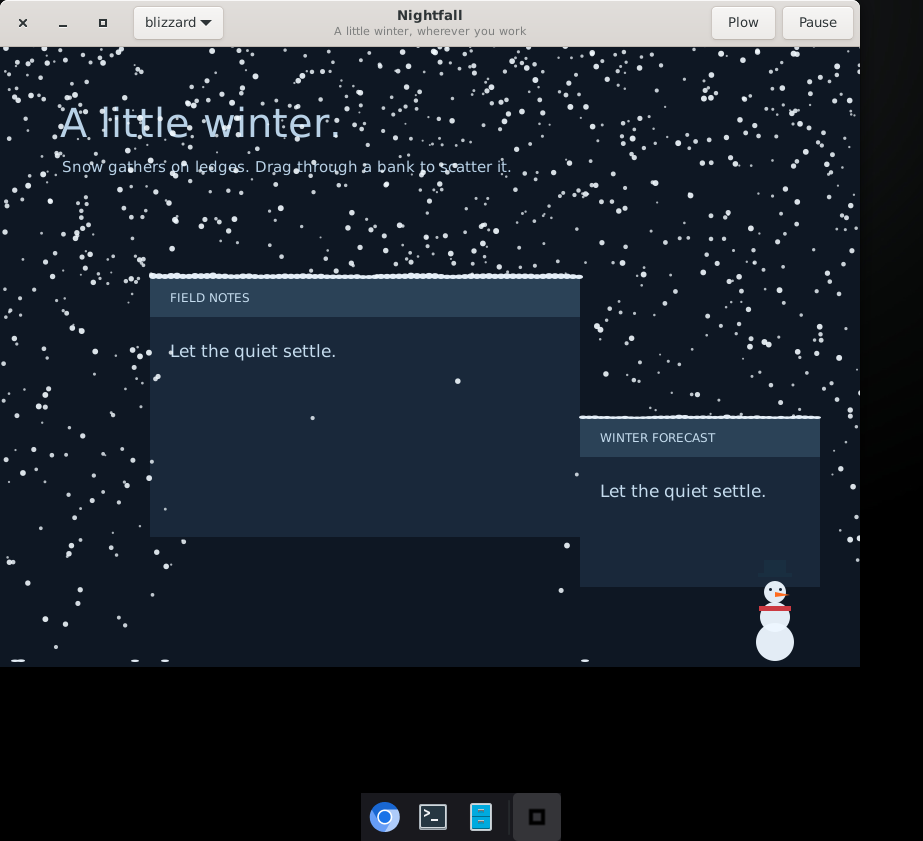 blizzard
Nightfall
A little winter, wherever you work
Plow
Pause
A little winter.
Snow gathers on ledges. Drag through a bank to scatter it.
FIELD NOTES
Let the quiet settle.
WINTER FORECAST
Let the quiet settle.